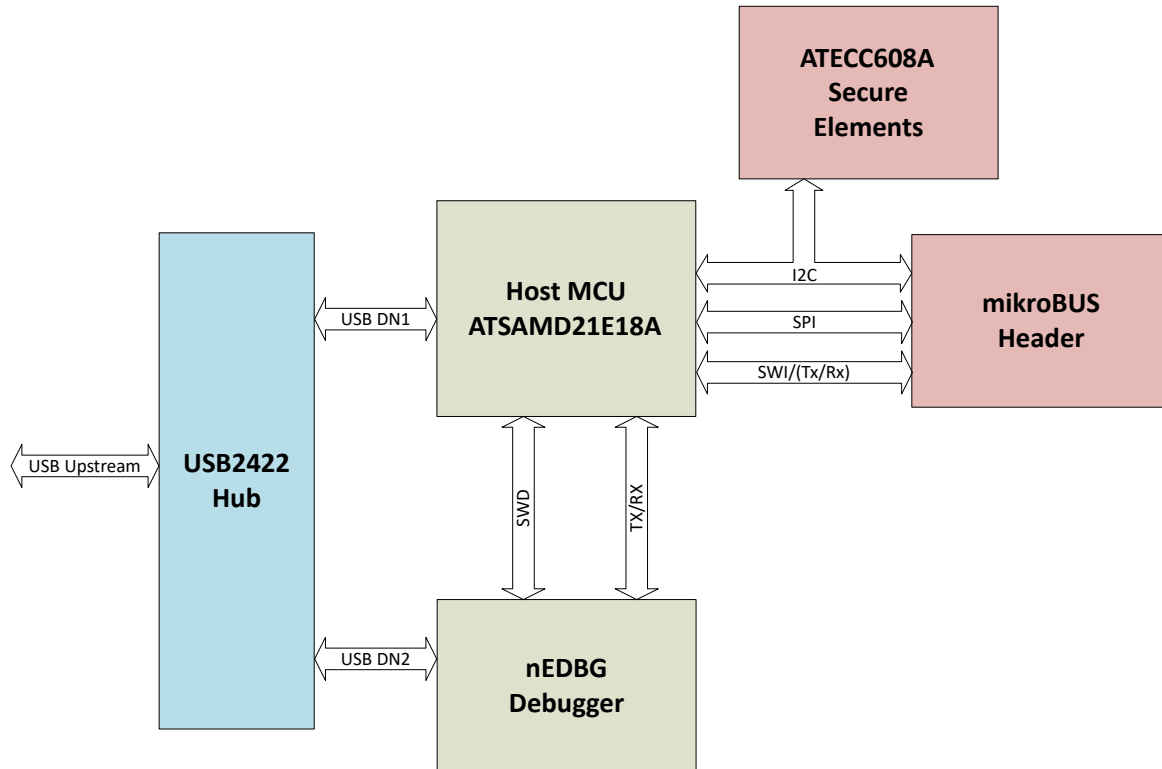 ATECC608A
Secure
Elements
Host MCU
ATSAMD21E18A
I2C
SPI
SWI/(Tx/Rx)
mikroBUS
Header
USB DN1
USB Upstream
USB2422
Hub
SWD
TX/RX
USB DN2
nEDBG
Debugger